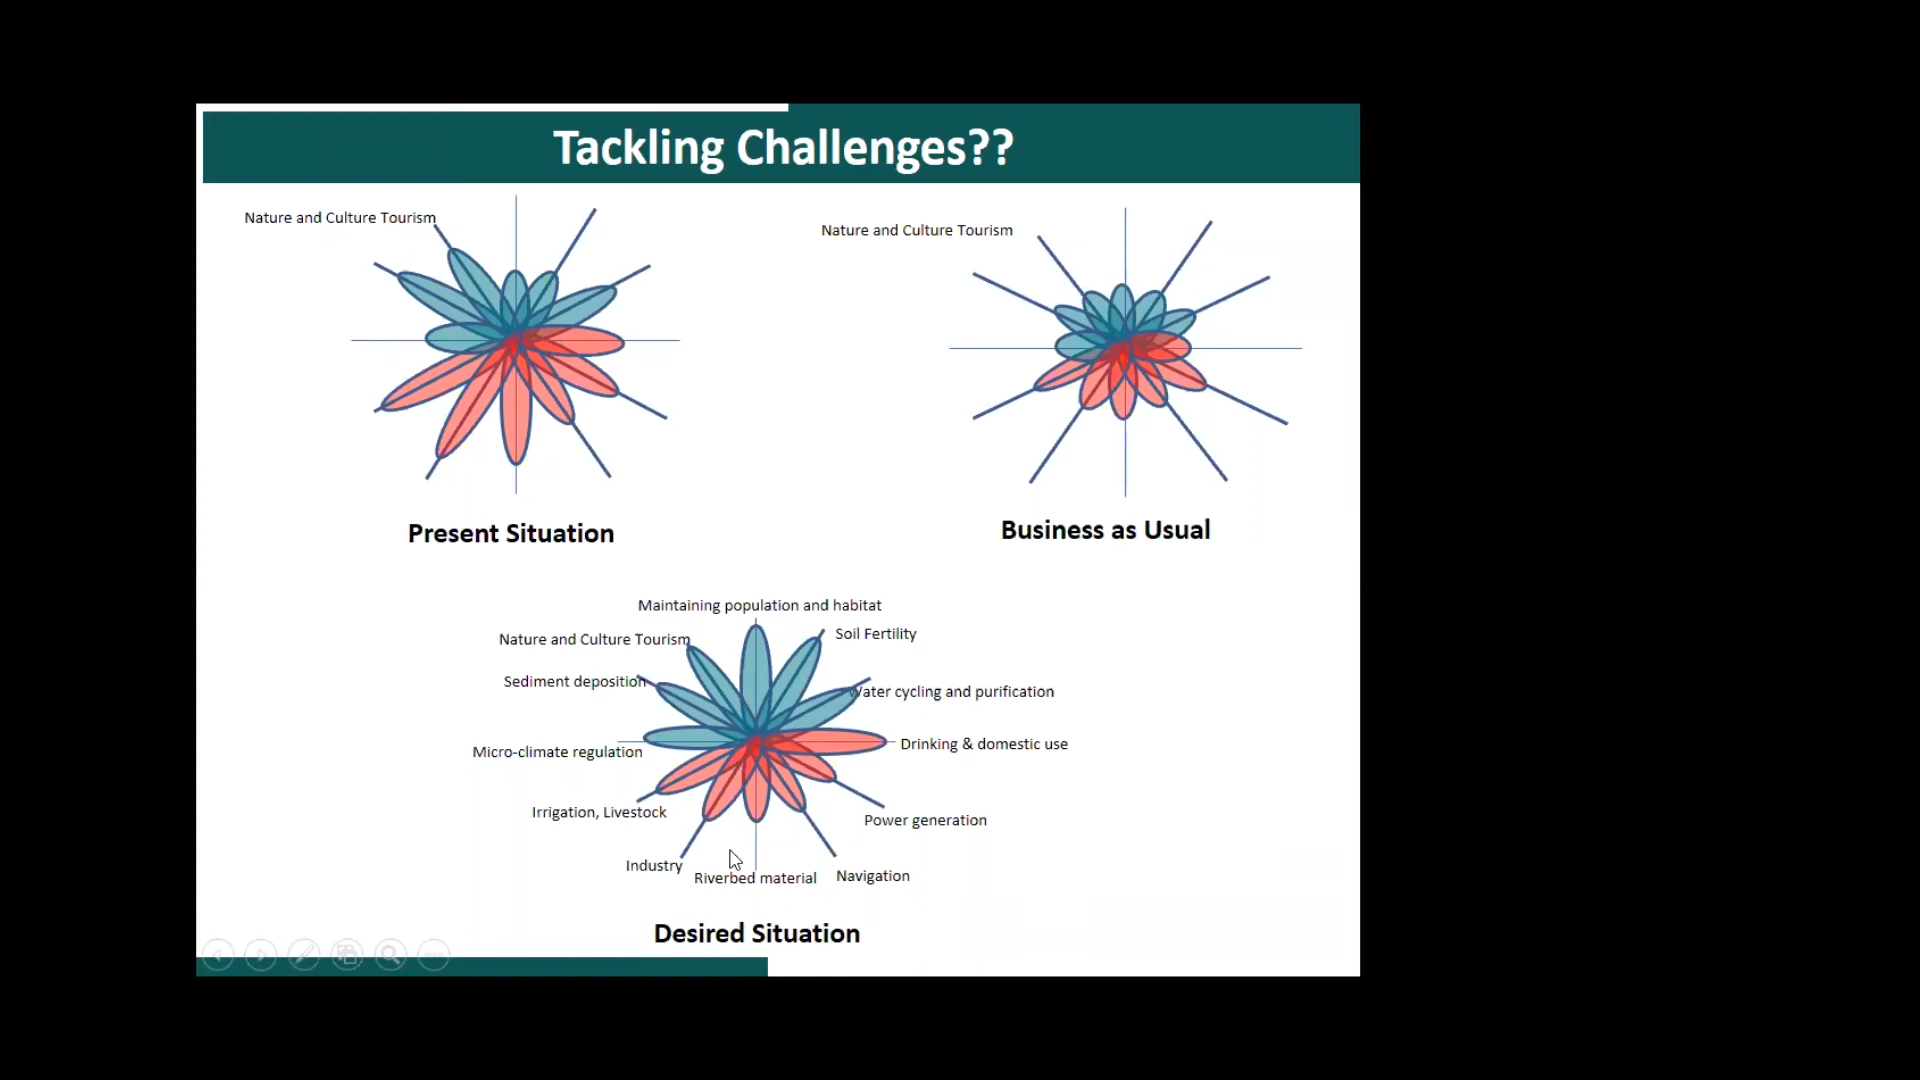 Tackling Challenges??
Nature and Culture Tourism
Nature and Culture Tourism
Present Situation
Business as Usual
Maintaining population and habitat
Nature and Culture Tourism
Soil Fertility
Sediment deposition
Water cycling and purification
Micro-climate regulation
Drinking & domestic use
Irrigation, Livestock
Power generation
Industry
Riverbed material
Navigation
Desired Situation